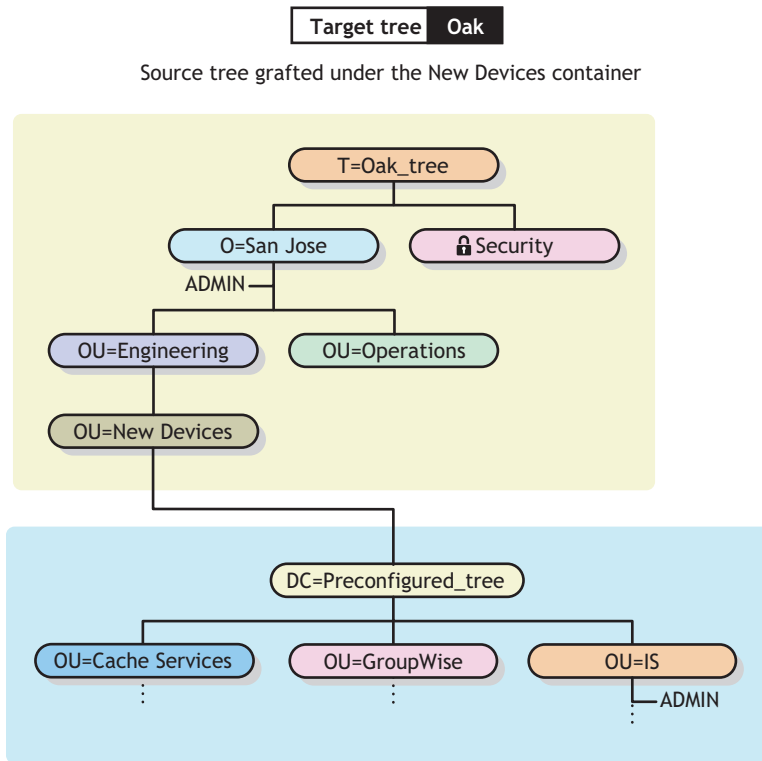 Target tree Oak
Source tree grafted under the New Devices container
T=Oak_tree
O=San Jose
Security
ADMIN
OU=Engineering
OU=Operations
OU=New Devices
DC=Preconfigured_tree
OU=Cache Services
OU=GroupWise
OU=IS
ADMIN